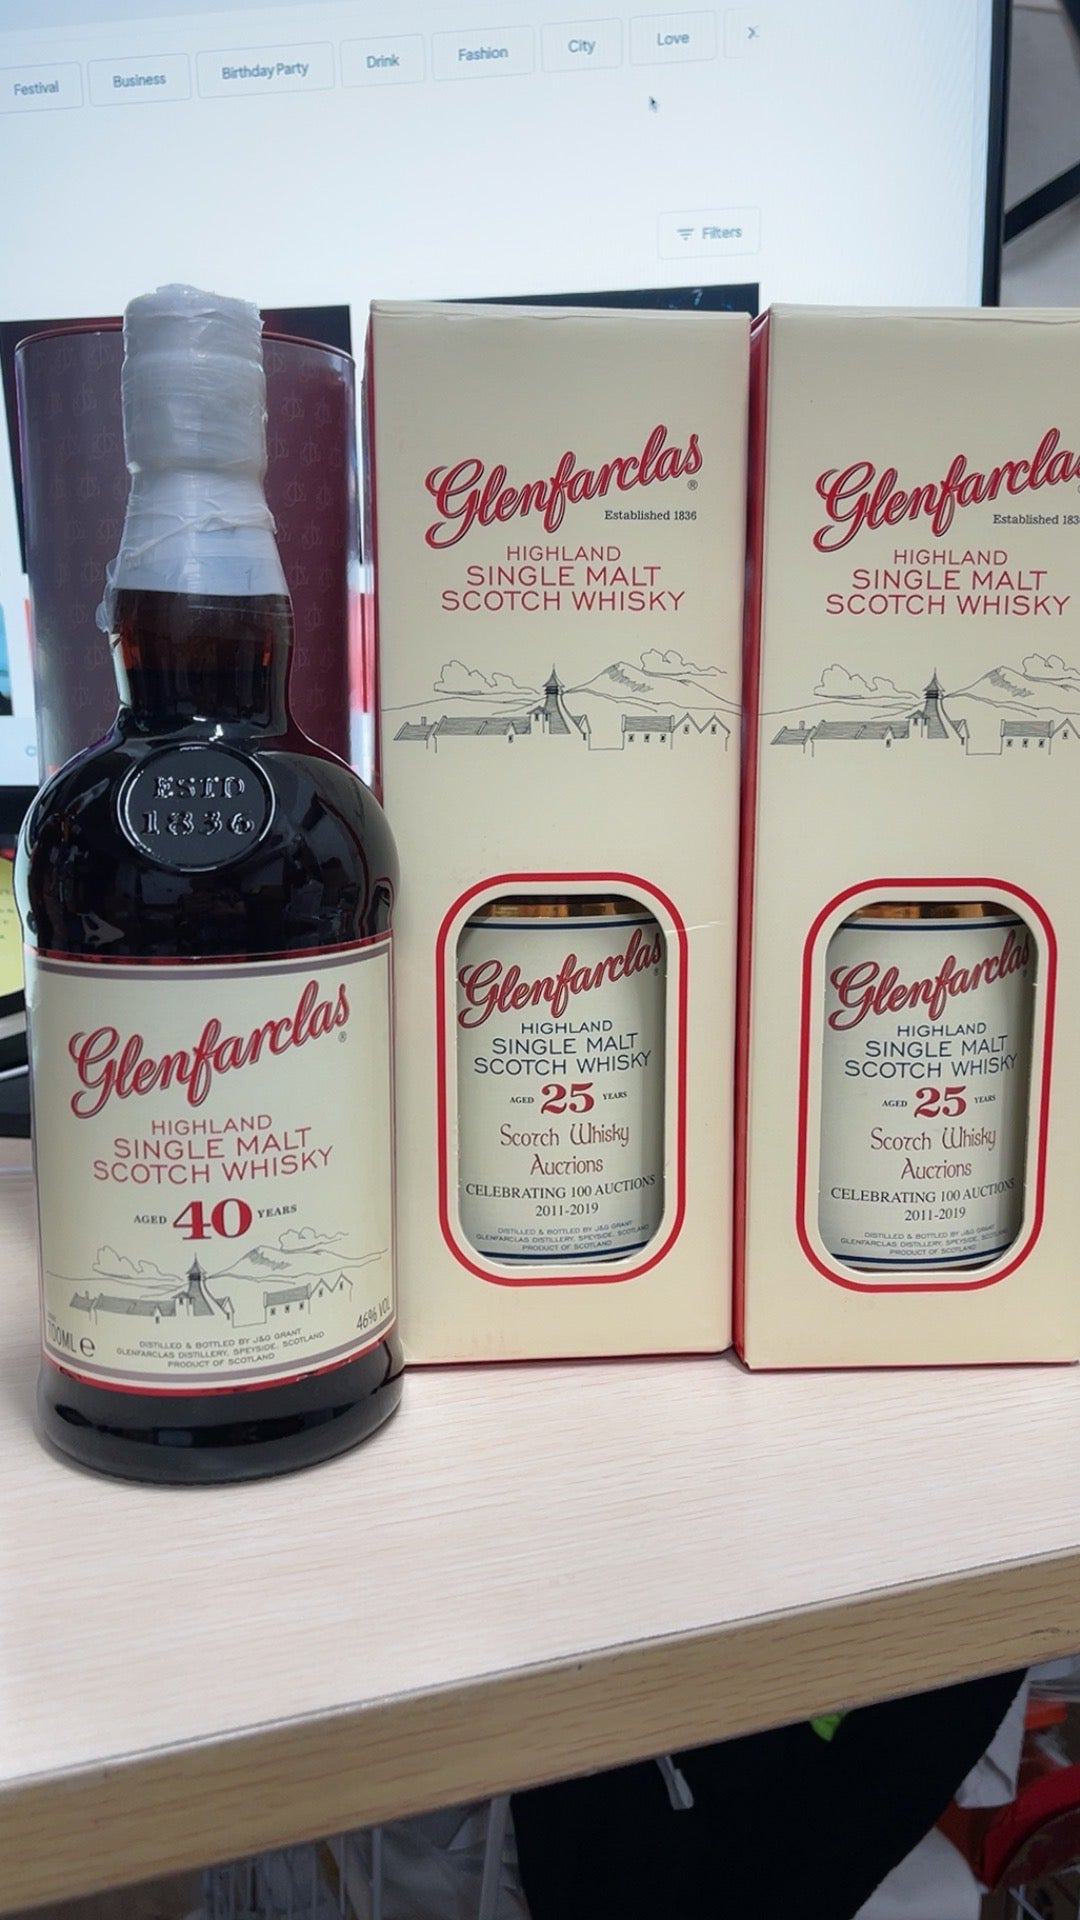 Festival
Business
Birthday Party
Drink
Fashion
City
Love
Filters
ESTD
1836
Glenfarclas®
HIGHLAND
SINGLE MALT
SCOTCH WHISKY
AGED 40 YEARS
700ML e
46% VOL
DISTILLED & BOTTLED BY J&G GRANT
GLENFARCLAS DISTILLERY, SPEYSIDE, SCOTLAND
PRODUCT OF SCOTLAND
Glenfarclas®
Established 1836
HIGHLAND
SINGLE MALT
SCOTCH WHISKY
Glenfarclas®
HIGHLAND
SINGLE MALT
SCOTCH WHISKY
AGED 25 YEARS
Scotch Whisky
Auctions
CELEBRATING 100 AUCTIONS
2011-2019
DISTILLED & BOTTLED BY J&G GRANT
GLENFARCLAS DISTILLERY, SPEYSIDE, SCOTLAND
PRODUCT OF SCOTLAND
Glenfarclas
Established 183
HIGHLAND
SINGLE MALT
SCOTCH WHISKY
Glenfarclas
HIGHLAND
SINGLE MALT
SCOTCH WHISKY
AGED 25 YEARS
Scotch Whisky
Auctions
CELEBRATING 100 AUCTIONS
2011-2019
DISTILLED & BOTTLED BY J&G GRANT
GLENFARCLAS DISTILLERY, SPEYSIDE,
PRODUCT OF SCOTLAND